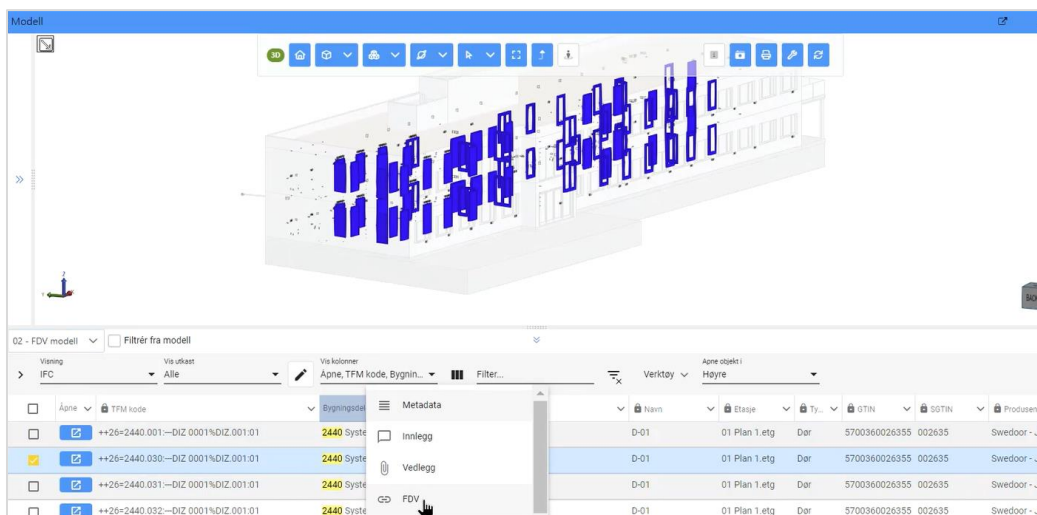 Modell
3D
Z
Y
BACK
02 - FDV modell
Filtrér fra modell
Visning
IFC
Vis utkast
Alle
Vis kolonner
Åpne, TFM kode, Bygnin...
Filter...
Verktøy
Åpne objekt i
Høyre
Åpne TFM kode Bygningsdel Navn Etasje Ty... GTIN SGTIN Produsen
Metadata
Innlegg
Vedlegg
FDV
++26=2440.001:--DIZ 0001%DIZ.001:01 2440 Syste D-01 01 Plan 1.etg Dør 5700360026355 002635 Swedoor - J
++26=2440.030:--DIZ 0001%DIZ.001:01 2440 Syste D-01 01 Plan 1.etg Dør 5700360026355 002635 Swedoor - J
++26=2440.031:--DIZ 0001%DIZ.001:01 2440 Syste D-01 01 Plan 1.etg Dør 5700360026355 002635 Swedoor - J
++26=2440.032:--DIZ 0001%DIZ.001:01 2440 Syste D-01 01 Plan 1.etg Dør 5700360026355 002635 Swedoor - J